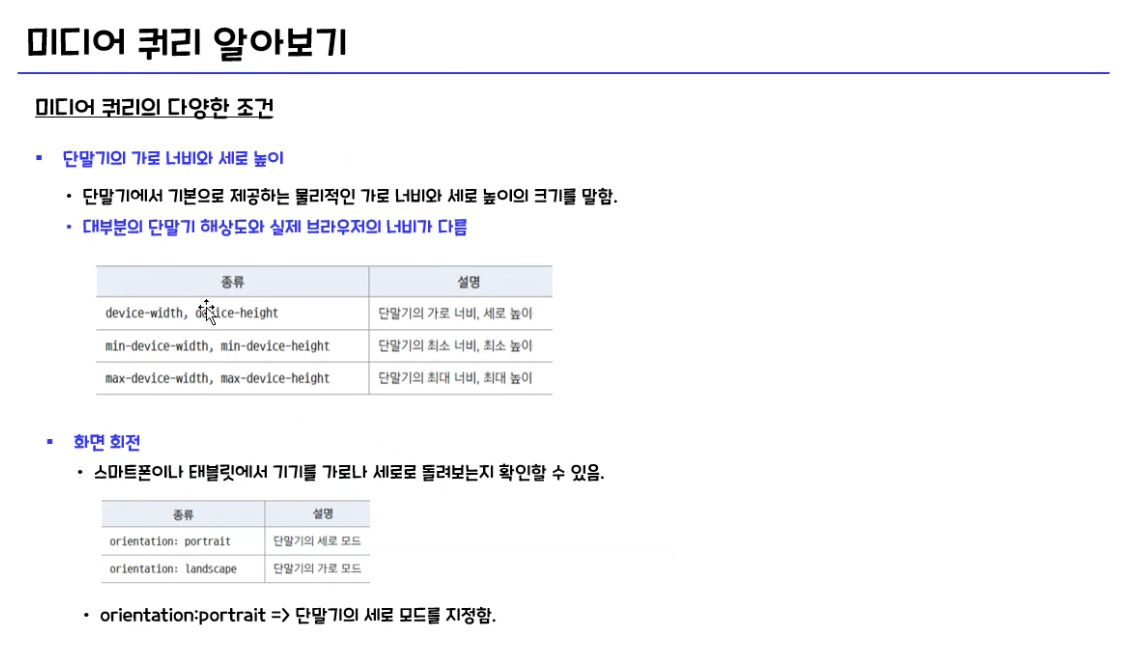 미디어 쿼리 알아보기
미디어 쿼리의 다양한 조건
▪ 단말기의 가로 너비와 세로 높이
• 단말기에서 기본으로 제공하는 물리적인 가로 너비와 세로 높이의 크기를 말함.
• 대부분의 단말기 해상도와 실제 브라우저의 너비가 다름
종류 설명
device-width, device-height 단말기의 가로 너비, 세로 높이
min-device-width, min-device-height 단말기의 최소 너비, 최소 높이
max-device-width, max-device-height 단말기의 최대 너비, 최대 높이
▪ 화면 회전
• 스마트폰이나 태블릿에서 기기를 가로나 세로로 돌려보는지 확인할 수 있음.
종류 설명
orientation: portrait 단말기의 세로 모드
orientation: landscape 단말기의 가로 모드
• orientation:portrait => 단말기의 세로 모드를 지정함.